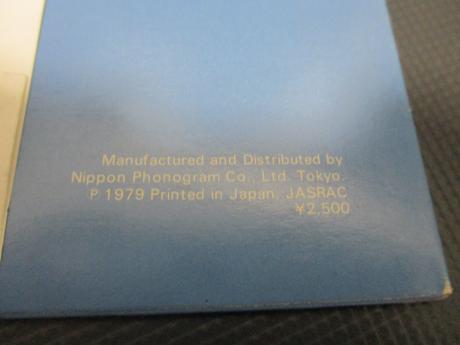 Manufactured and Distributed by
Nippon Phonogram Co., Ltd. Tokyo.
℗ 1979 Printed in Japan, JASRAC
¥2,500